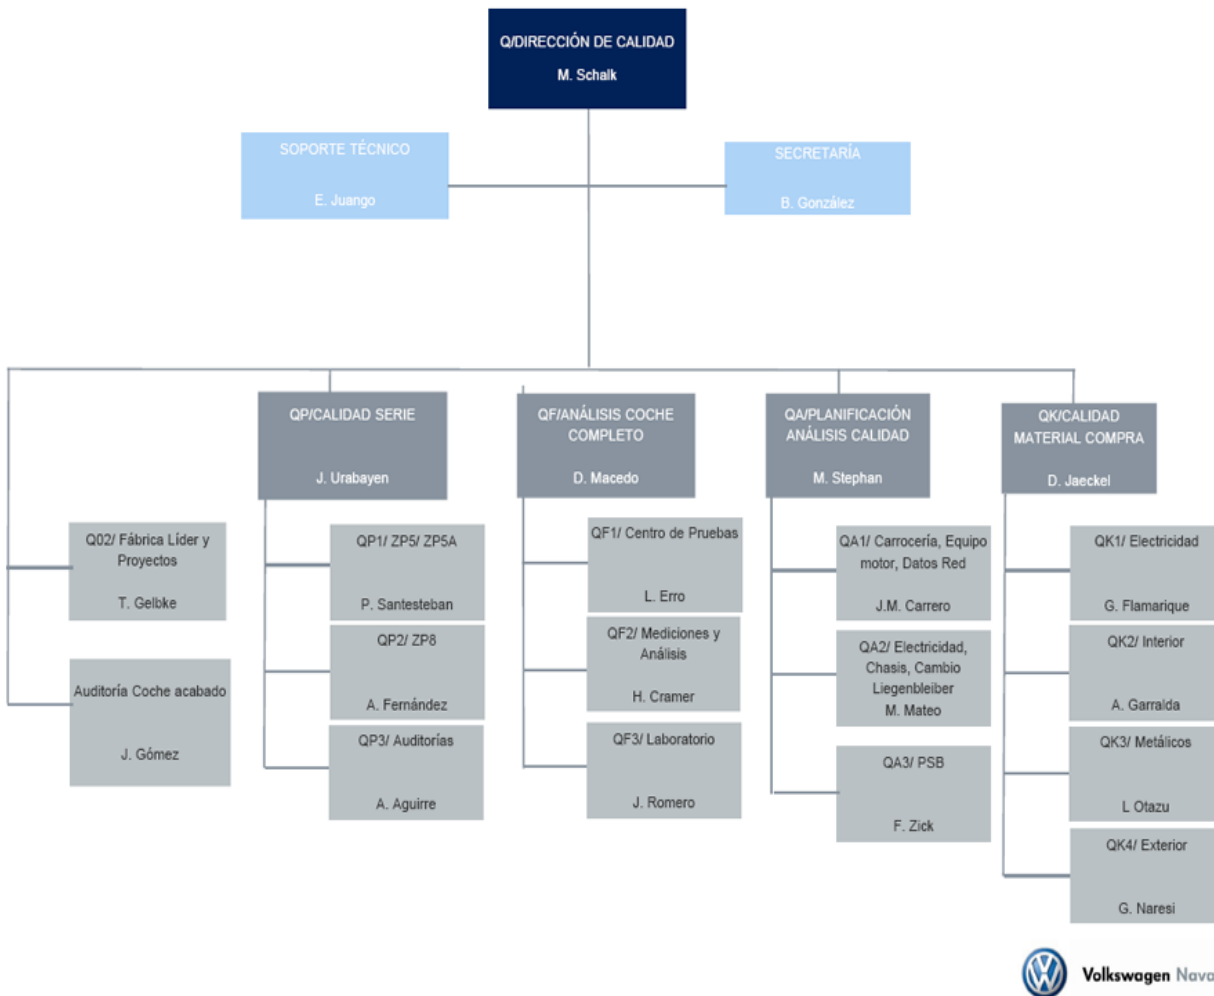 Q/DIRECCIÓN DE CALIDAD
M. Schalk
SOPORTE TÉCNICO
E. Juango
SECRETARÍA
B. González
QP/CALIDAD SERIE
J. Urabayen
QF/ANÁLISIS COCHE
COMPLETO
D. Macedo
QA/PLANIFICACIÓN
ANÁLISIS CALIDAD
M. Stephan
QK/CALIDAD
MATERIAL COMPRA
D. Jaeckel
Q02/ Fábrica Líder y
Proyectos
T. Gelbke
Auditoría Coche acabado
J. Gómez
QP1/ ZP5/ ZP5A
P. Santesteban
QP2/ ZP8
A. Fernández
QP3/ Auditorías
A. Aguirre
QF1/ Centro de Pruebas
L. Erro
QF2/ Mediciones y
Análisis
H. Cramer
QF3/ Laboratorio
J. Romero
QA1/ Carrocería, Equipo
motor, Datos Red
J.M. Carrero
QA2/ Electricidad,
Chasis, Cambio
Liegenbleiber
M. Mateo
QA3/ PSB
F. Zick
QK1/ Electricidad
G. Flamarique
QK2/ Interior
A. Garralda
QK3/ Metálicos
L Otazu
QK4/ Exterior
G. Naresi
Volkswagen Nava